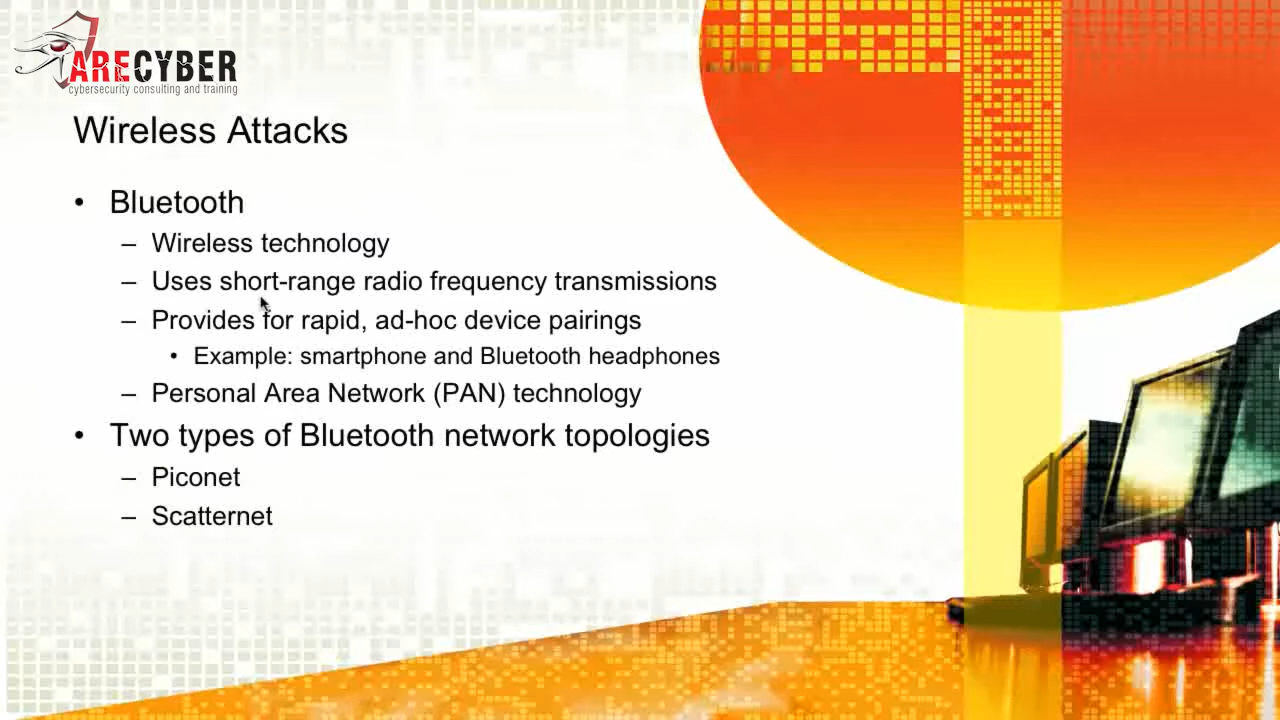 ARECYBER
cybersecurity consulting and training
Wireless Attacks
• Bluetooth
– Wireless technology
– Uses short-range radio frequency transmissions
– Provides for rapid, ad-hoc device pairings
• Example: smartphone and Bluetooth headphones
– Personal Area Network (PAN) technology
• Two types of Bluetooth network topologies
– Piconet
– Scatternet